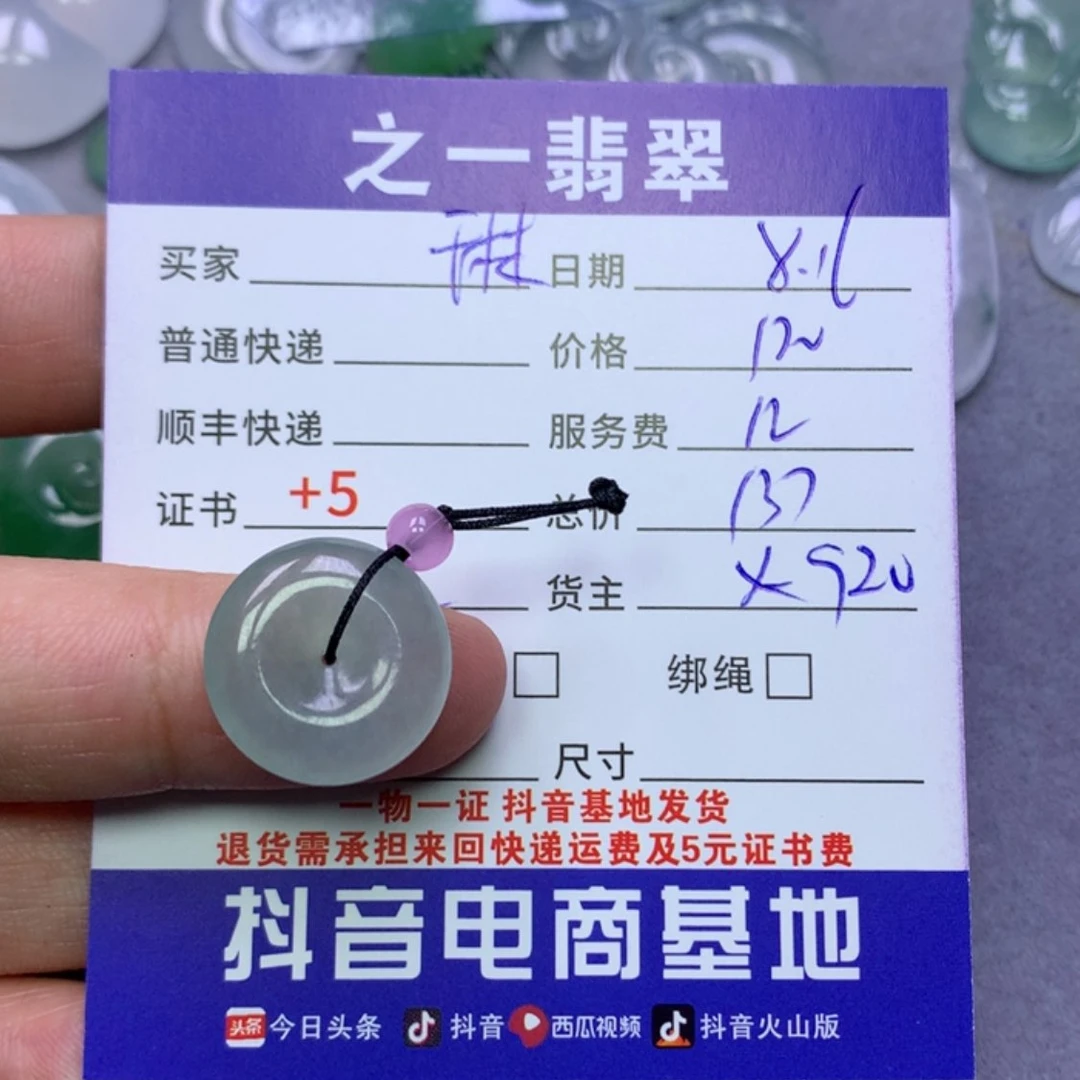 之一翡翠
买家 日期 8.16
普通快递 价格 120
顺丰快递 服务费 12
证书 +5 总价 137
货主 X920
绑绳
尺寸
一物一证 抖音基地发货
退货需承担来回快递运费及5元证书费
抖音电商基地
头条 今日头条 抖音 西瓜视频 抖音火山版